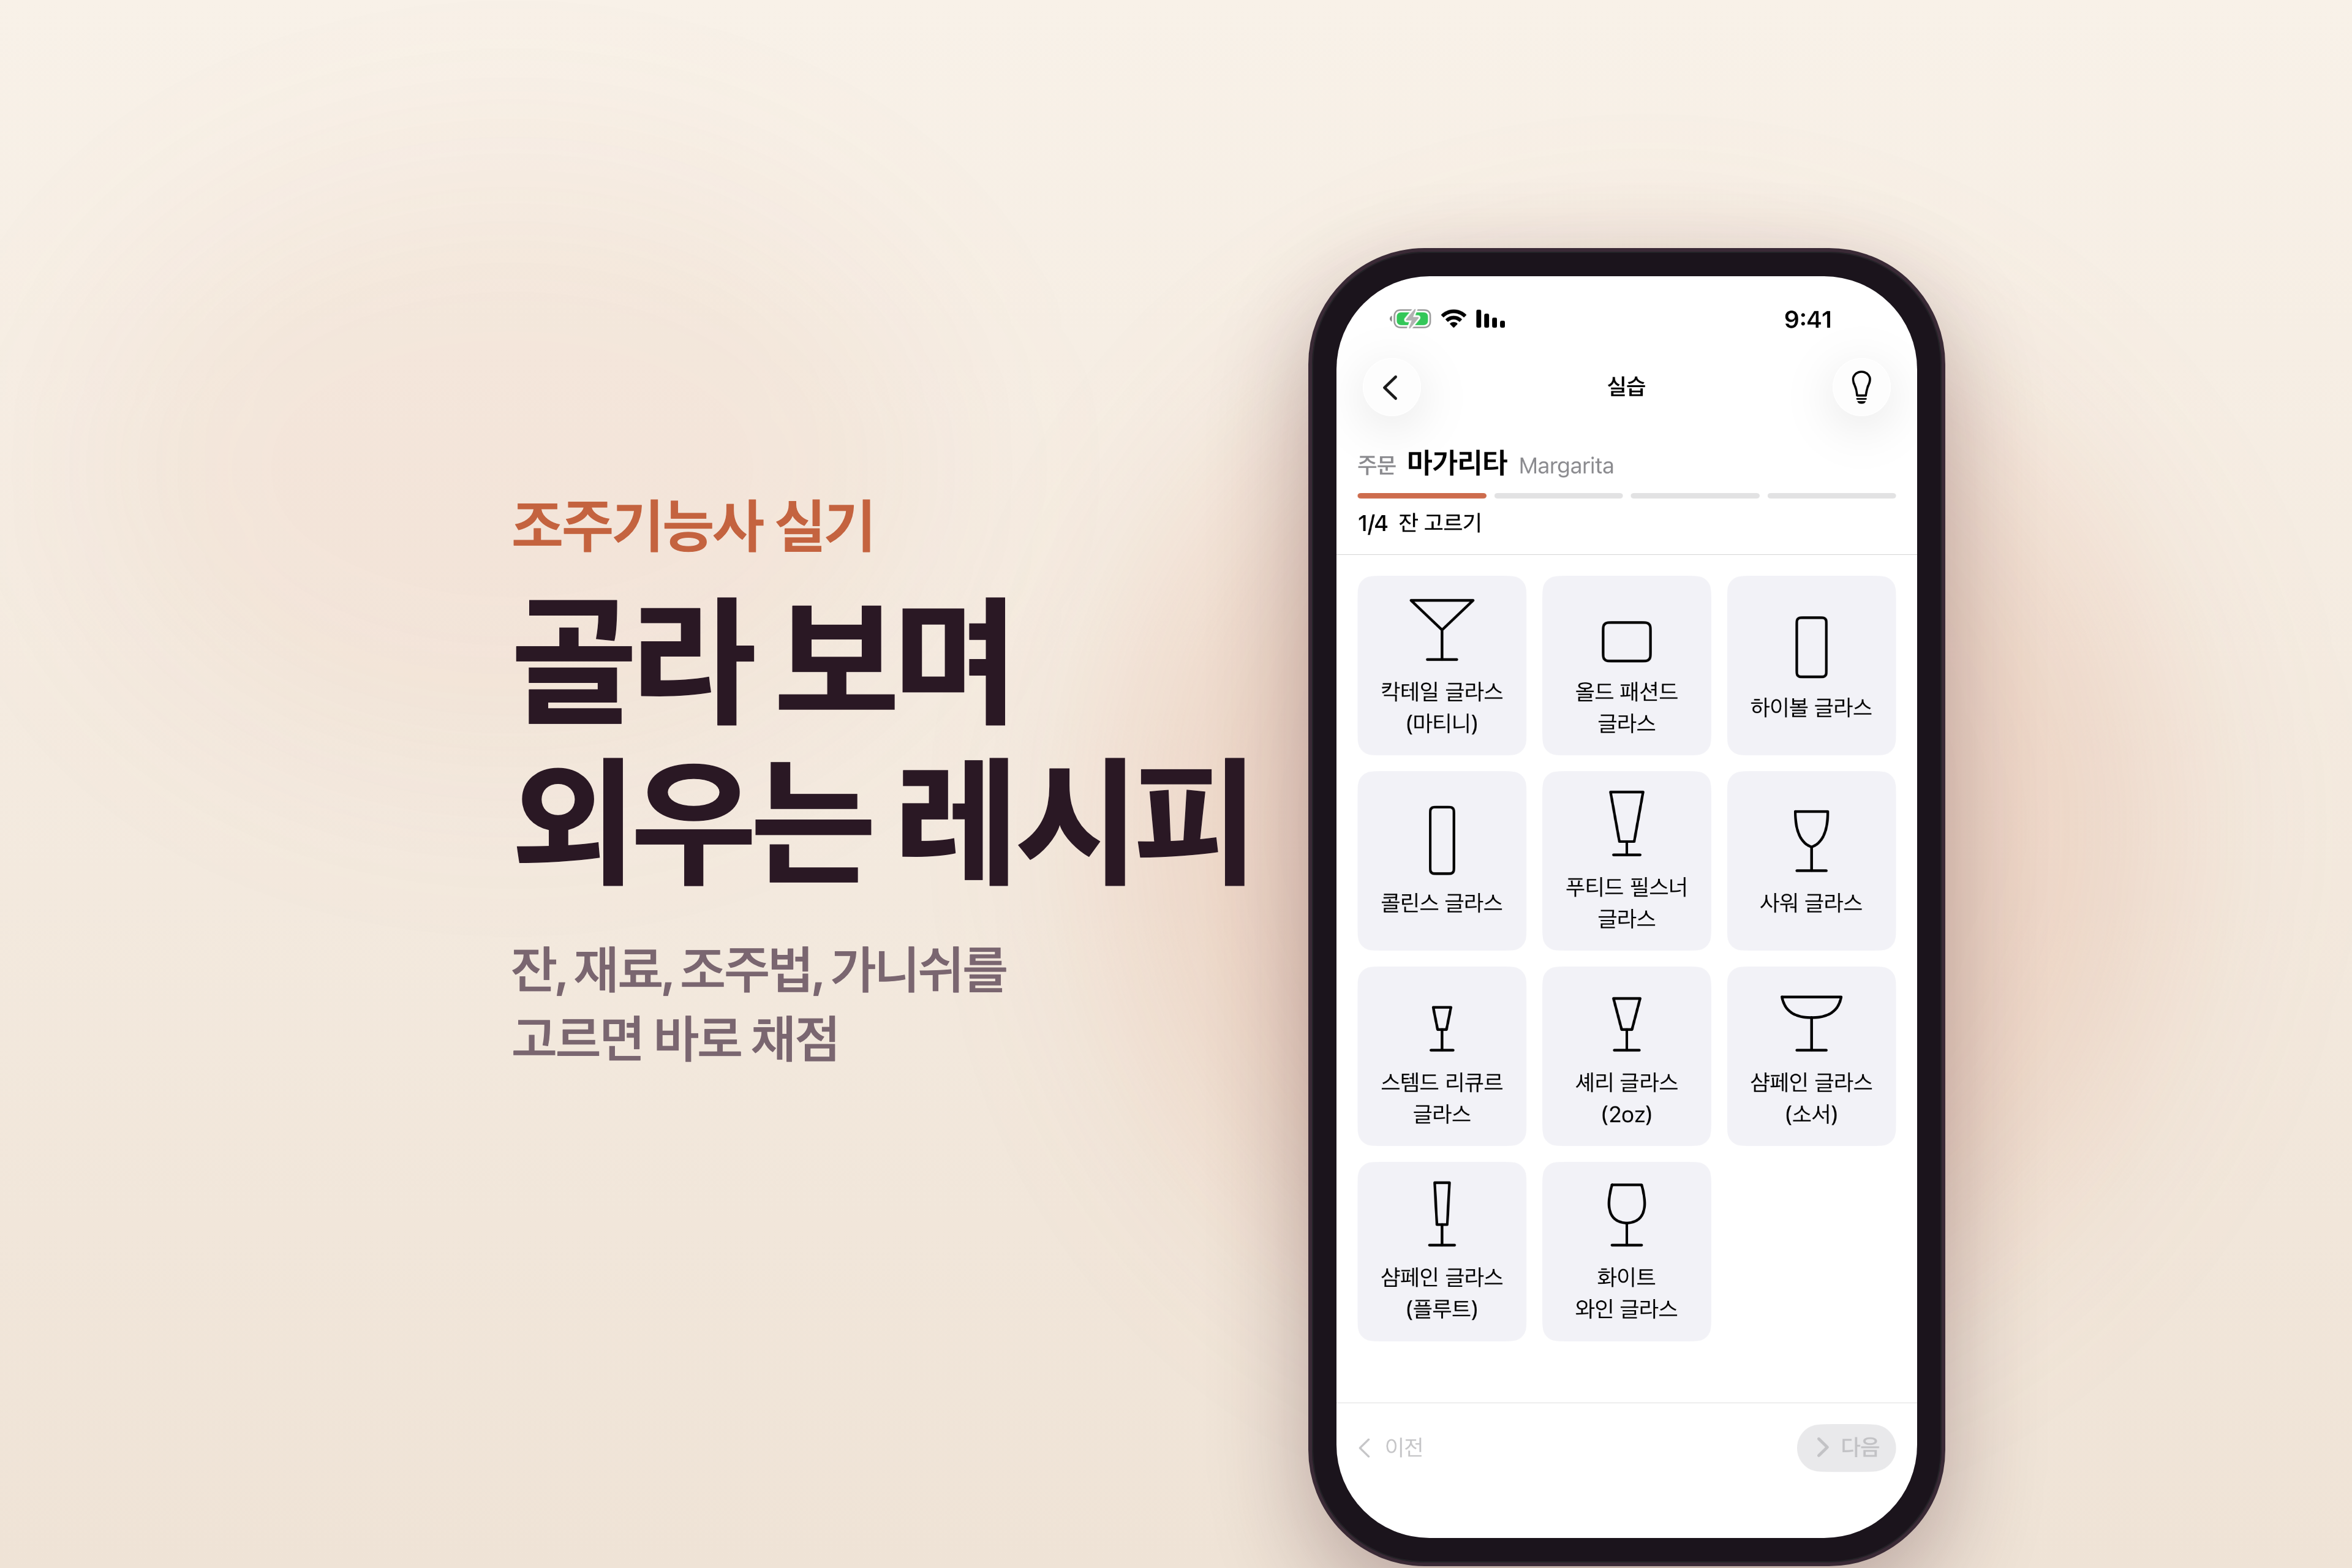 조주기능사 실기
골라 보며
외우는 레시피
잔, 재료, 조주법, 가니쉬를
고르면 바로 채점
9:41
실습
주문 마가리타 Margarita
1/4 잔 고르기
칵테일 글라스
(마티니)
올드 패션드
글라스
하이볼 글라스
콜린스 글라스
푸티드 필스너
글라스
사워 글라스
스템드 리큐르
글라스
셰리 글라스
(2oz)
샴페인 글라스
(소서)
샴페인 글라스
(플루트)
화이트
와인 글라스
이전
다음